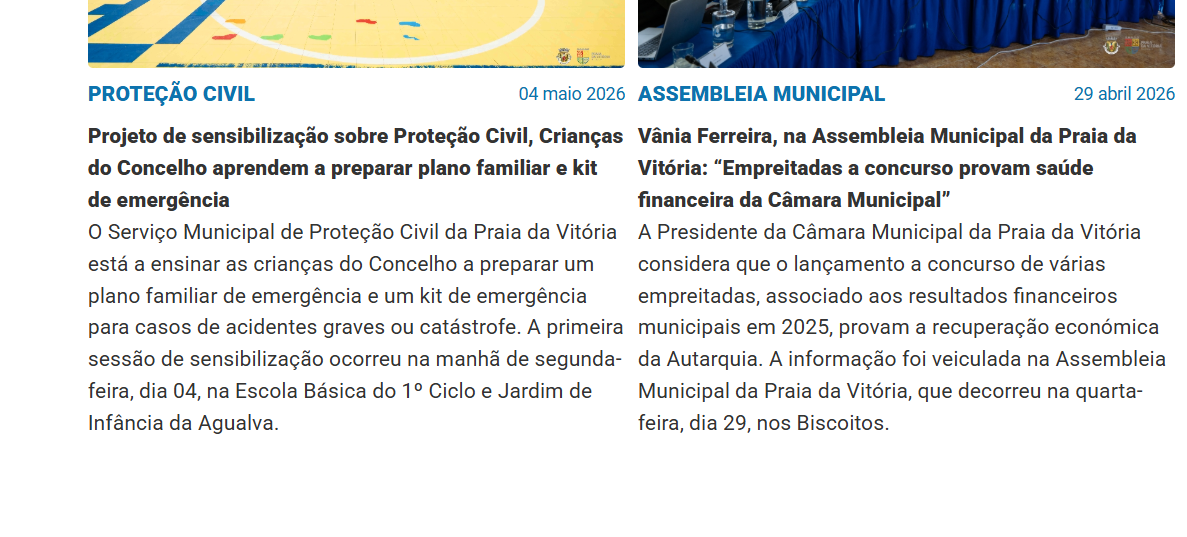 PROTEÇÃO CIVIL
04 maio 2026
Projeto de sensibilização sobre Proteção Civil, Crianças
do Concelho aprendem a preparar plano familiar e kit
de emergência
O Serviço Municipal de Proteção Civil da Praia da Vitória
está a ensinar as crianças do Concelho a preparar um
plano familiar de emergência e um kit de emergência
para casos de acidentes graves ou catástrofe. A primeira
sessão de sensibilização ocorreu na manhã de segunda-
feira, dia 04, na Escola Básica do 1º Ciclo e Jardim de
Infância da Agualva.
ASSEMBLEIA MUNICIPAL
29 abril 2026
Vânia Ferreira, na Assembleia Municipal da Praia da
Vitória: “Empreitadas a concurso provam saúde
financeira da Câmara Municipal”
A Presidente da Câmara Municipal da Praia da Vitória
considera que o lançamento a concurso de várias
empreitadas, associado aos resultados financeiros
municipais em 2025, provam a recuperação económica
da Autarquia. A informação foi veiculada na Assembleia
Municipal da Praia da Vitória, que decorreu na quarta-
feira, dia 29, nos Biscoitos.